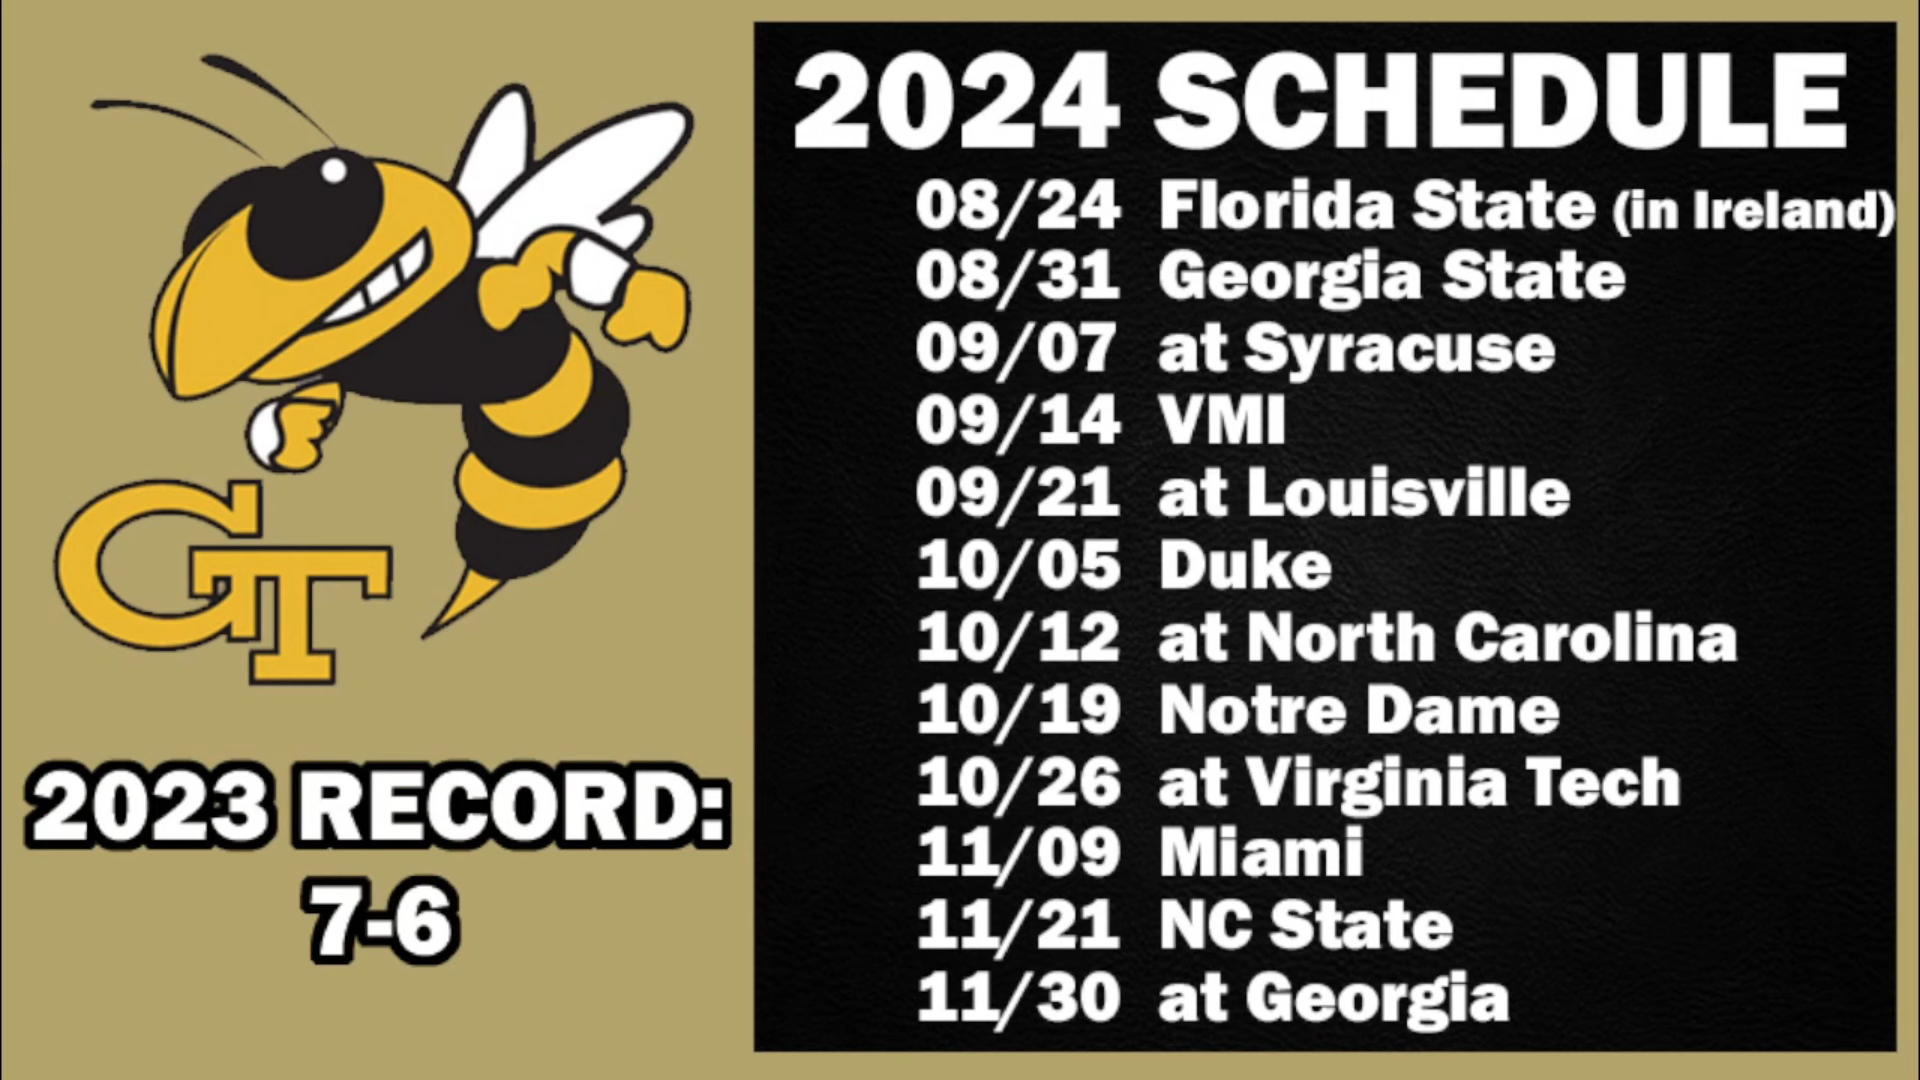 GT
2023 RECORD:
7-6
2024 SCHEDULE
08/24 Florida State (in Ireland)
08/31 Georgia State
09/07 at Syracuse
09/14 VMI
09/21 at Louisville
10/05 Duke
10/12 at North Carolina
10/19 Notre Dame
10/26 at Virginia Tech
11/09 Miami
11/21 NC State
11/30 at Georgia